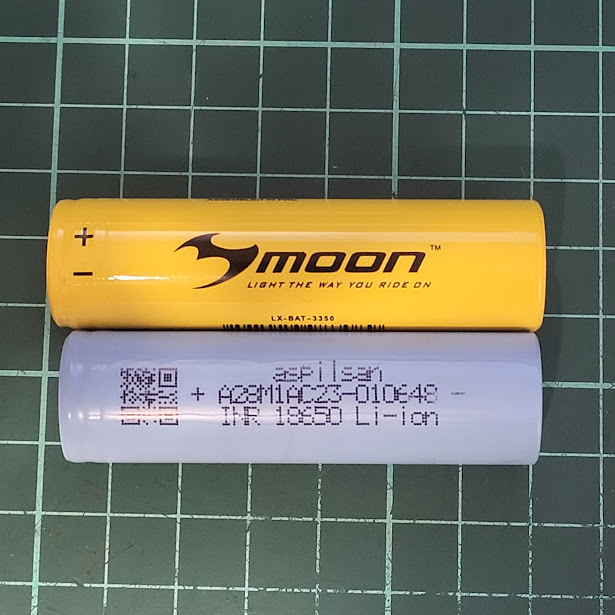 +
−
moon™
LIGHT THE WAY YOU RIDE ON
LX-BAT-3350
aspilsan
+ A28M1AC23-010648
INR 18650 Li-ion